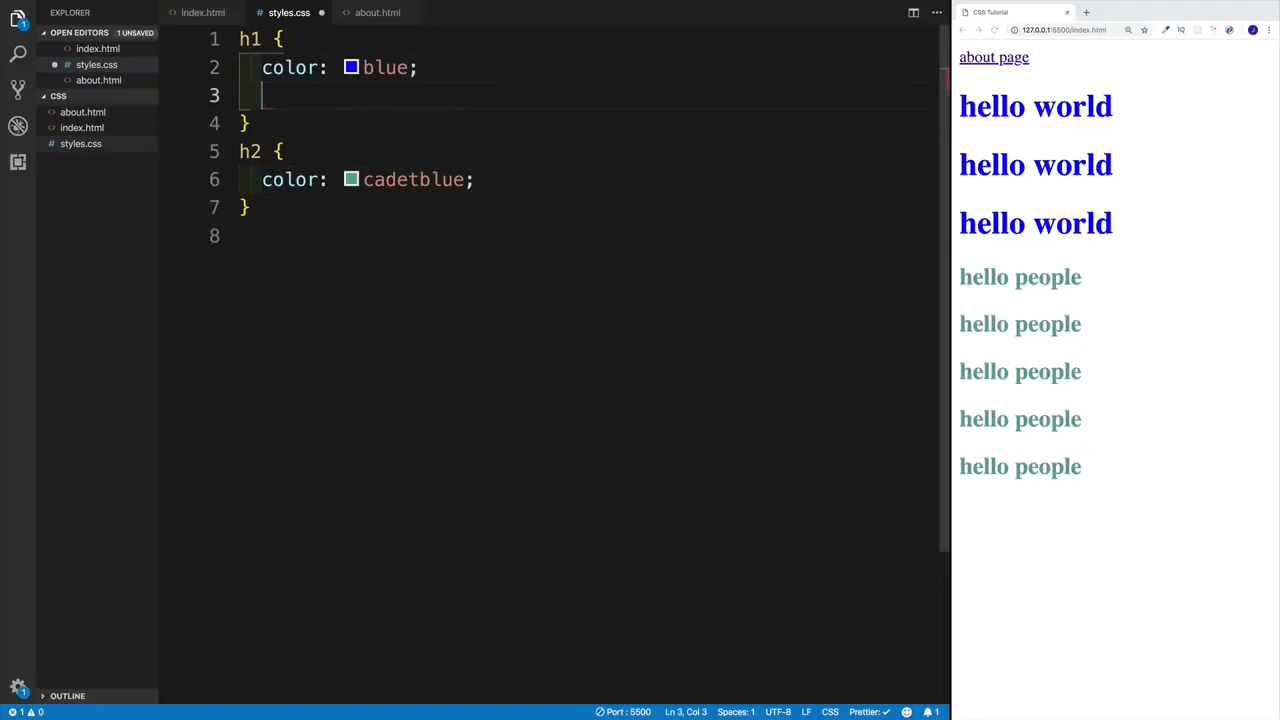 EXPLORER
OPEN EDITORS 1 UNSAVED
index.html
styles.css
about.html
CSS
about.html
index.html
styles.css
OUTLINE
index.html
styles.css
about.html
1 h1 {
2 color: blue;
3
4 }
5 h2 {
6 color: cadetblue;
7 }
8
CSS Tutorial
127.0.0.1:5500/index.html
about page
hello world
hello world
hello world
hello people
hello people
hello people
hello people
hello people
1 0 Port : 5500 Ln 3, Col 3 Spaces: 1 UTF-8 LF CSS Prettier: 1